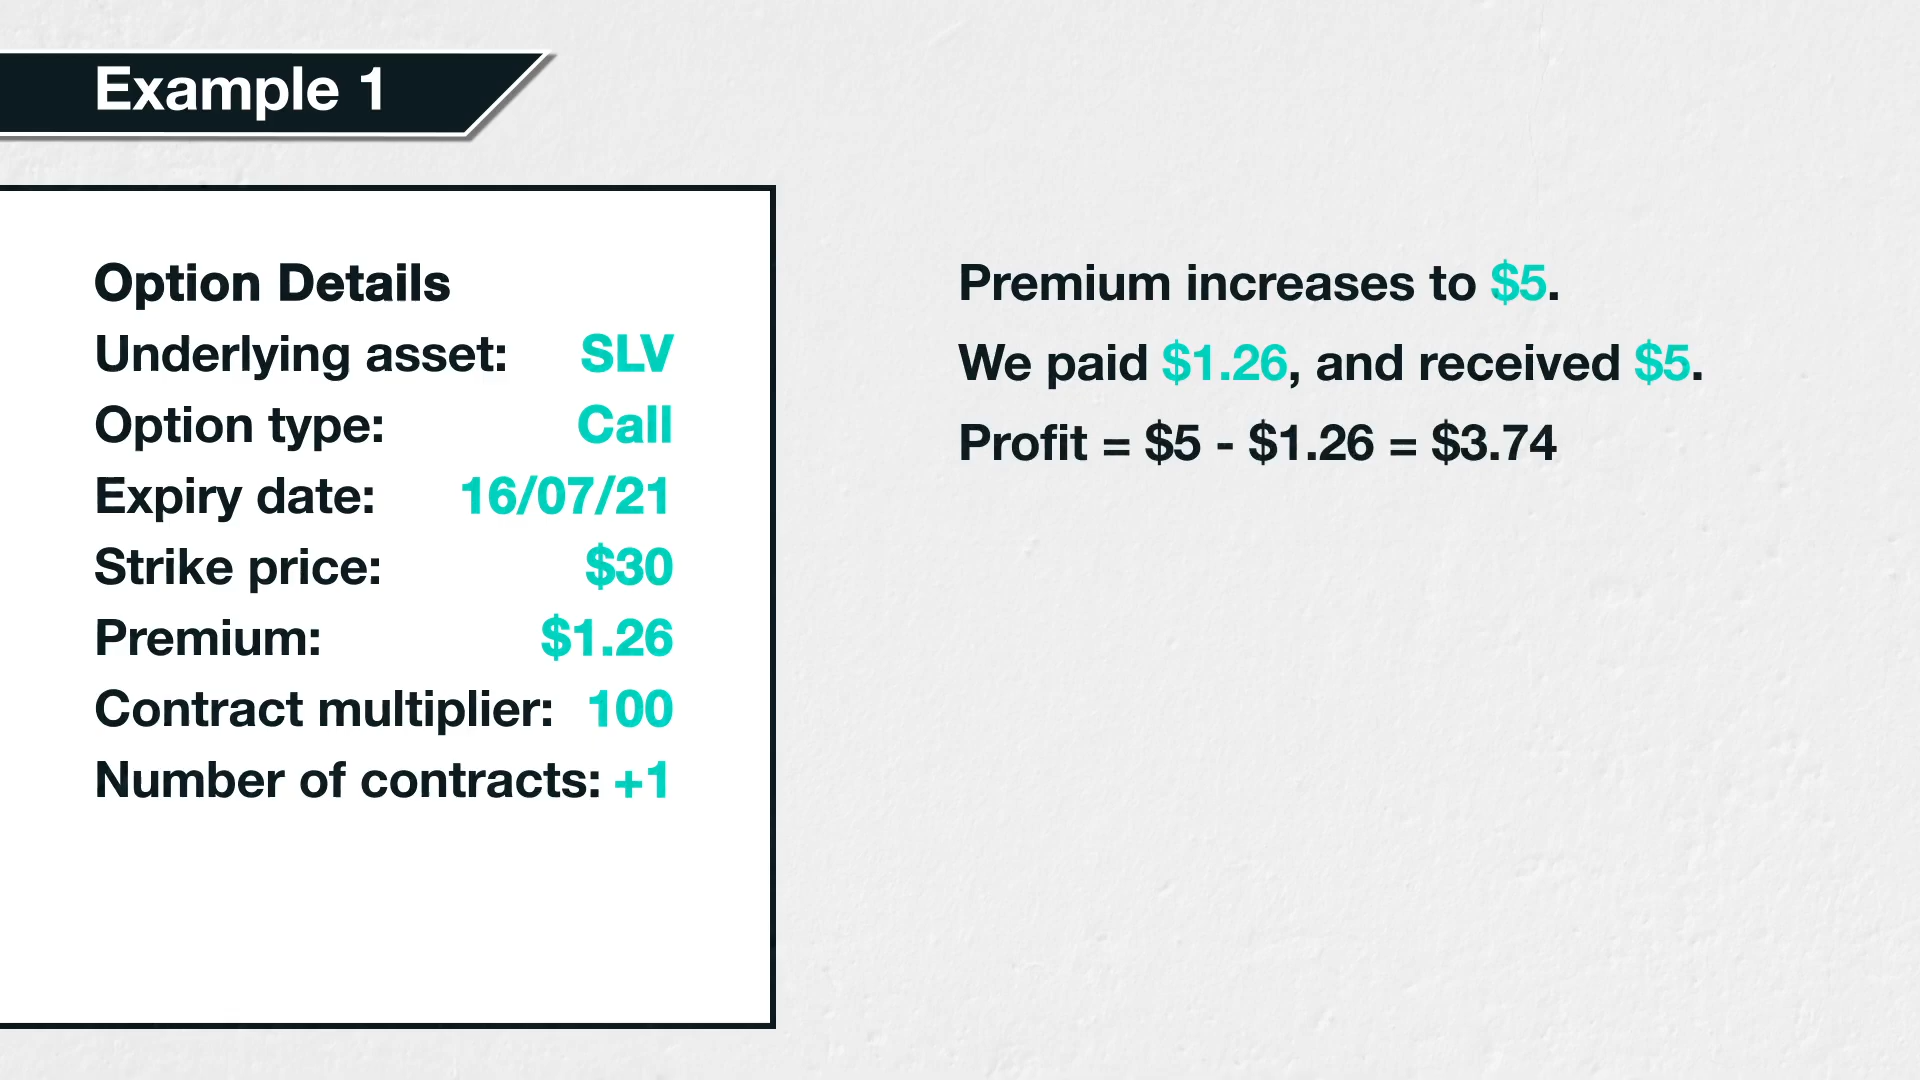 Example 1
Option Details
Underlying asset: SLV
Option type: Call
Expiry date: 16/07/21
Strike price: $30
Premium: $1.26
Contract multiplier: 100
Number of contracts: +1
Premium increases to $5.
We paid $1.26, and received $5.
Profit = $5 - $1.26 = $3.74